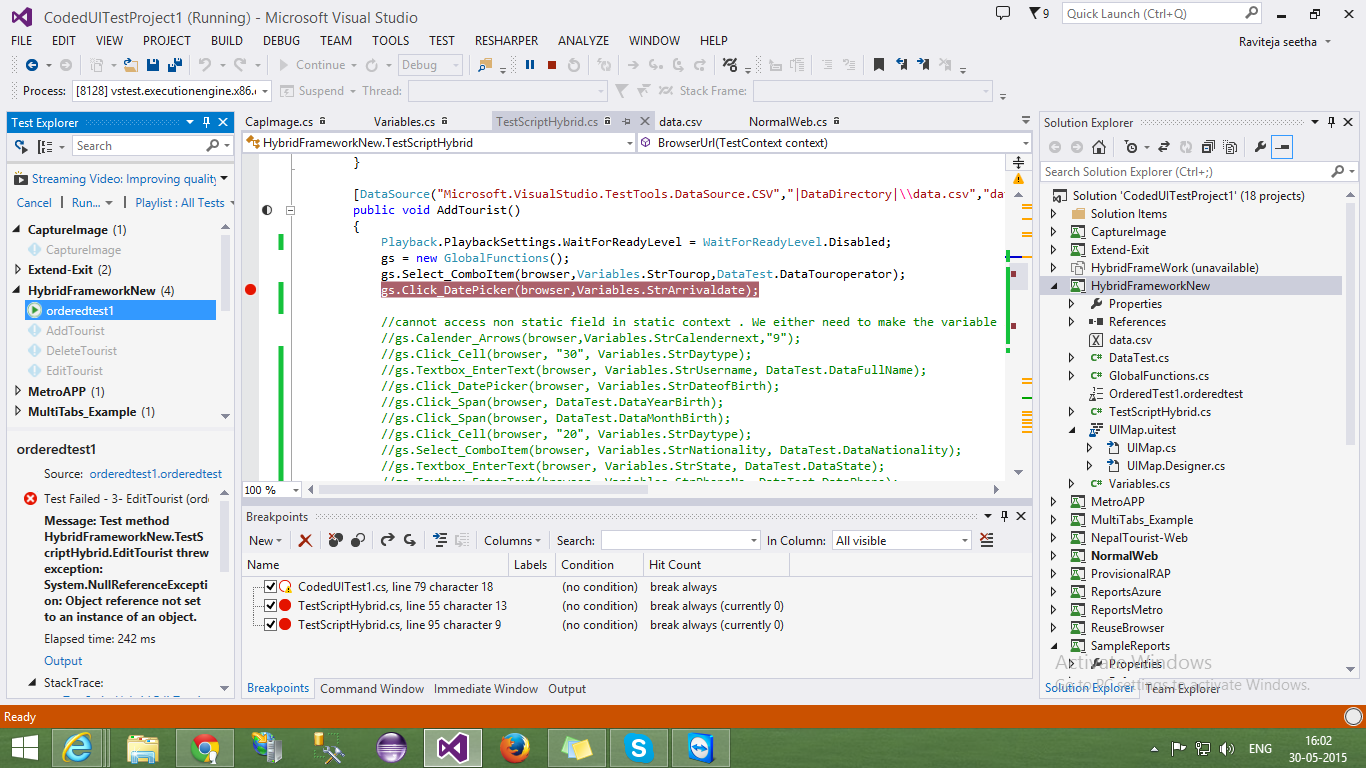 CodedUITestProject1 (Running) - Microsoft Visual Studio
9
Quick Launch (Ctrl+Q)
FILE EDIT VIEW PROJECT BUILD DEBUG TEAM TOOLS TEST RESHARPER ANALYZE WINDOW HELP
Raviteja seetha
Continue Debug
Process: [8128] vstest.executionengine.x86. Suspend Thread: Stack Frame:
Test Explorer
Search
Streaming Video: Improving quality
Cancel Run... Playlist : All Tests
CaptureImage (1)
CaptureImage
Extend-Exit (2)
HybridFrameworkNew (4)
orderedtest1
AddTourist
DeleteTourist
EditTourist
MetroAPP (1)
MultiTabs_Example (1)
orderedtest1
Source: orderedtest1.orderedtest
Test Failed - 3- EditTourist (orde
Message: Test method
HybridFrameworkNew.TestS
criptHybrid.EditTourist threw
exception:
System.NullReferenceExcepti
on: Object reference not set
to an instance of an object.
Elapsed time: 242 ms
Output
StackTrace:
CapImage.cs Variables.cs TestScriptHybrid.cs data.csv NormalWeb.cs
HybridFrameworkNew.TestScriptHybrid BrowserUrl(TestContext context)
}
[DataSource("Microsoft.VisualStudio.TestTools.DataSource.CSV","|DataDirectory|\\data.csv","da
public void AddTourist()
{
Playback.PlaybackSettings.WaitForReadyLevel = WaitForReadyLevel.Disabled;
gs = new GlobalFunctions();
gs.Select_ComboItem(browser,Variables.StrTourop,DataTest.DataTouroperator);
gs.Click_DatePicker(browser,Variables.StrArrivaldate);
//cannot access non static field in static context . We either need to make the variable
//gs.Calender_Arrows(browser,Variables.StrCalendernext,"9");
//gs.Click_Cell(browser, "30", Variables.StrDaytype);
//gs.Textbox_EnterText(browser, Variables.StrUsername, DataTest.DataFullName);
//gs.Click_DatePicker(browser, Variables.StrDateofBirth);
//gs.Click_Span(browser, DataTest.DataYearBirth);
//gs.Click_Span(browser, DataTest.DataMonthBirth);
//gs.Click_Cell(browser, "20", Variables.StrDaytype);
//gs.Select_ComboItem(browser, Variables.StrNationality, DataTest.DataNationality);
//gs.Textbox_EnterText(browser, Variables.StrState, DataTest.DataState);
//gs.Textbox_EnterText(browser, Variables.StrPhoneNo, DataTest.DataPhone);
100 %
Breakpoints
New Columns Search: In Column: All visible
Name Labels Condition Hit Count
CodedUITest1.cs, line 79 character 18 (no condition) break always
TestScriptHybrid.cs, line 55 character 13 (no condition) break always (currently 0)
TestScriptHybrid.cs, line 95 character 9 (no condition) break always (currently 0)
Breakpoints Command Window Immediate Window Output
Solution Explorer
Search Solution Explorer (Ctrl+;)
Solution 'CodedUITestProject1' (18 projects)
Solution Items
CaptureImage
Extend-Exit
HybridFrameWork (unavailable)
HybridFrameworkNew
Properties
References
data.csv
DataTest.cs
GlobalFunctions.cs
OrderedTest1.orderedtest
TestScriptHybrid.cs
UIMap.uitest
UIMap.cs
UIMap.Designer.cs
Variables.cs
MetroAPP
MultiTabs_Example
NepalTourist-Web
NormalWeb
ProvisionalRAP
ReportsAzure
ReportsMetro
ReuseBrowser
SampleReports
Properties
Activate Windows
Go to PC settings to activate Windows.
Solution Explorer Team Explorer
Ready
ENG
16:02
30-05-2015